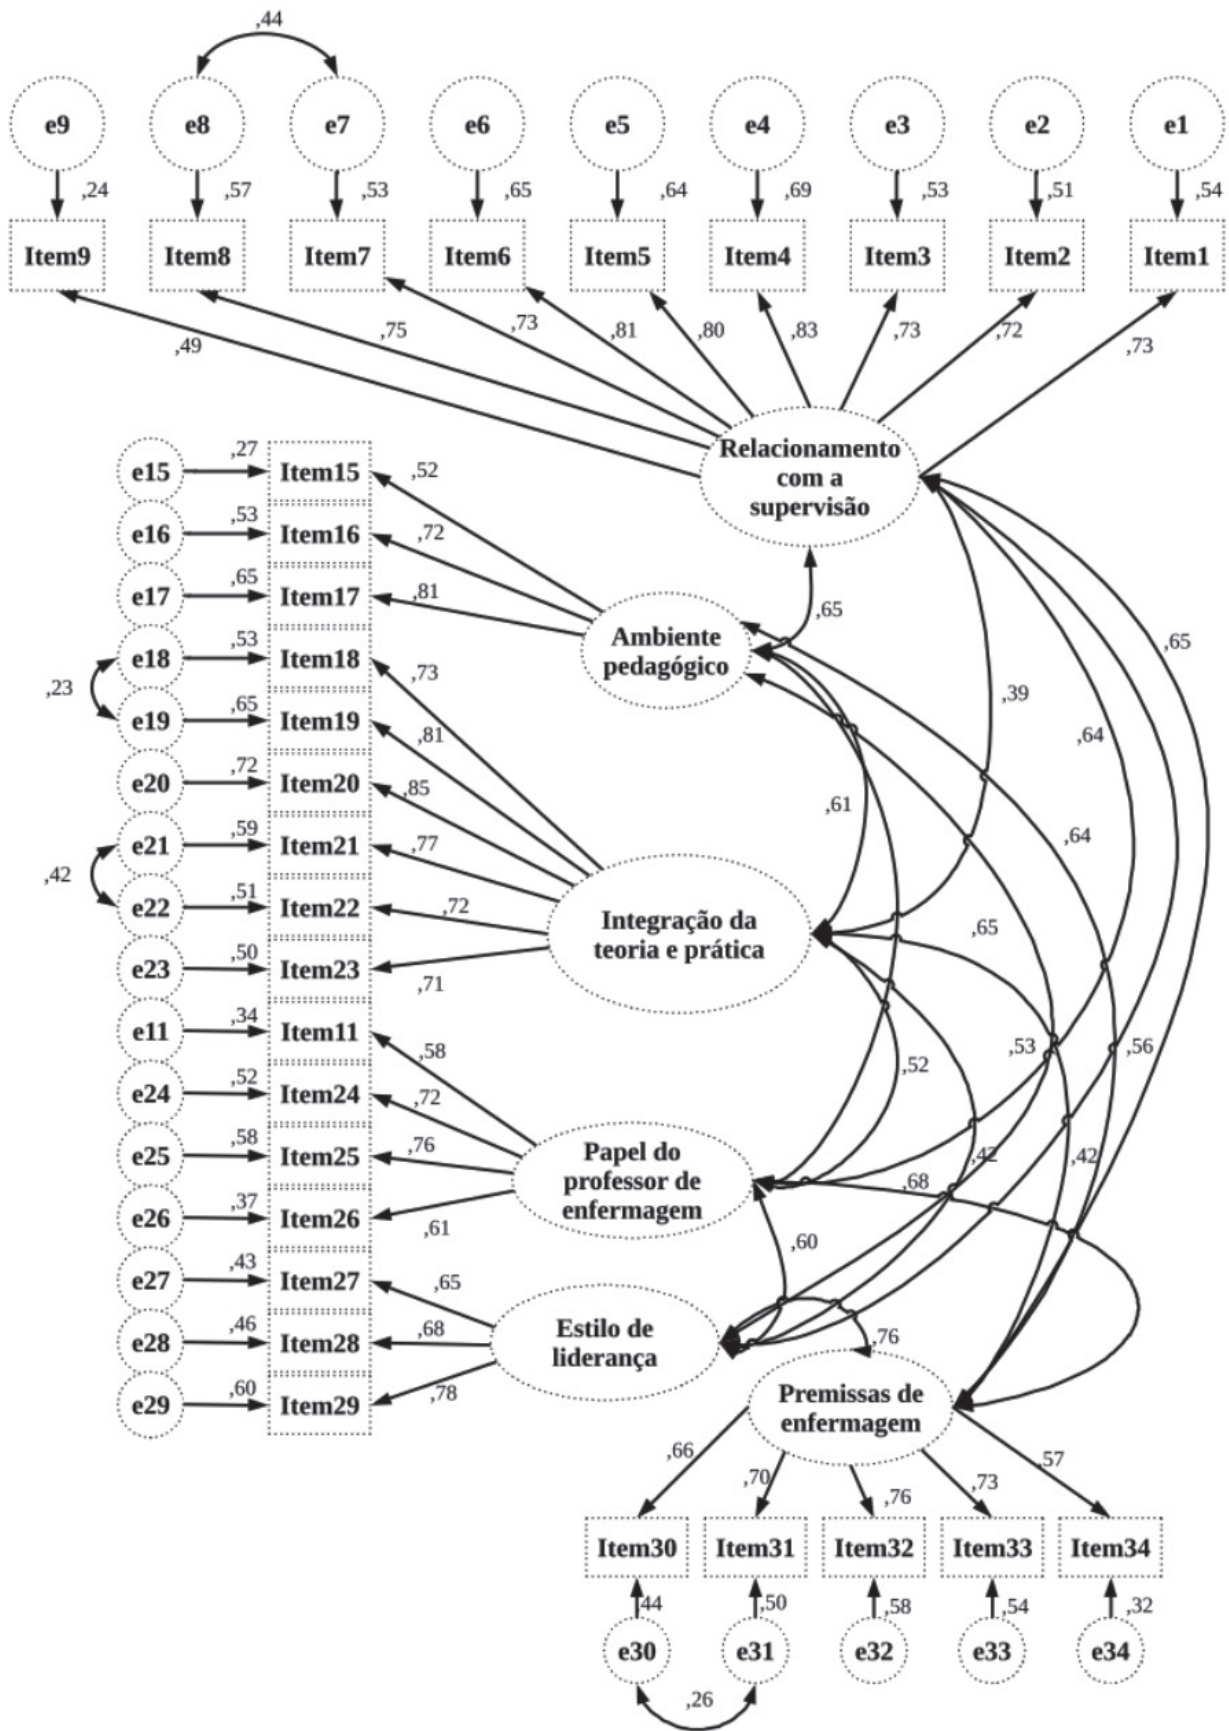 ,44
e9 e8 e7 e6 e5 e4 e3 e2 e1
,24 ,57 ,53 ,65 ,64 ,69 ,53 ,51 ,54
Item9 Item8 Item7 Item6 Item5 Item4 Item3 Item2 Item1
,49 ,75 ,73 ,81 ,80 ,83 ,73 ,72 ,73
Relacionamento
com a
supervisão
e15 ,27 Item15 ,52
e16 ,53 Item16 ,72
e17 ,65 Item17 ,81
e18 ,53 Item18 ,73
,23
e19 ,65 Item19 ,81
e20 ,72 Item20 ,85
e21 ,59 Item21 ,77
,42
e22 ,51 Item22 ,72
e23 ,50 Item23 ,71
e11 ,34 Item11 ,58
e24 ,52 Item24 ,72
e25 ,58 Item25 ,76
e26 ,37 Item26 ,61
e27 ,43 Item27 ,65
e28 ,46 Item28 ,68
e29 ,60 Item29 ,78
Ambiente
pedagógico
Integração da
teoria e prática
Papel do
professor de
enfermagem
Estilo de
liderança
Premissas de
enfermagem
,65
,65
,39
,64
,61
,64
,65
,53
,56
,52
,42
,42
,68
,60
,76
,66 ,70 ,76 ,73 ,57
Item30 Item31 Item32 Item33 Item34
,44 ,50 ,58 ,54 ,32
e30 e31 e32 e33 e34
,26